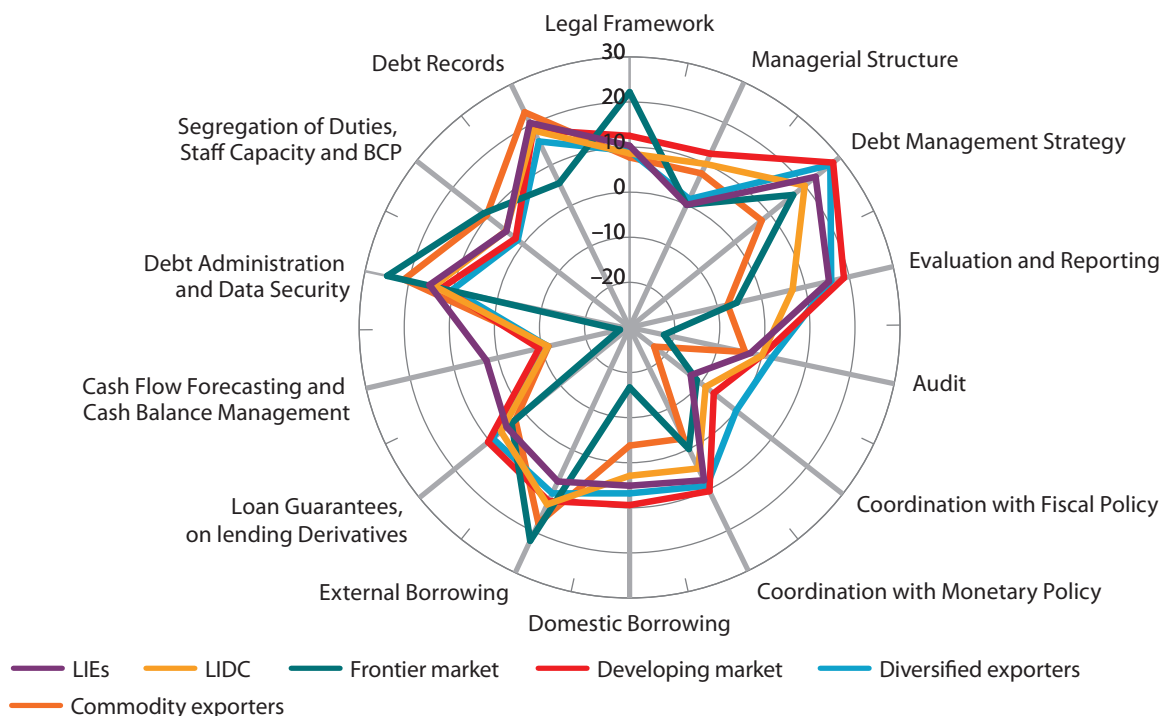 Legal Framework
30
20
10
0
–10
–20
Managerial Structure
Debt Management Strategy
Evaluation and Reporting
Audit
Coordination with Fiscal Policy
Coordination with Monetary Policy
Domestic Borrowing
External Borrowing
Loan Guarantees,
on lending Derivatives
Cash Flow Forecasting and
Cash Balance Management
Debt Administration
and Data Security
Segregation of Duties,
Staff Capacity and BCP
Debt Records
LIEs
LIDC
Frontier market
Developing market
Diversified exporters
Commodity exporters